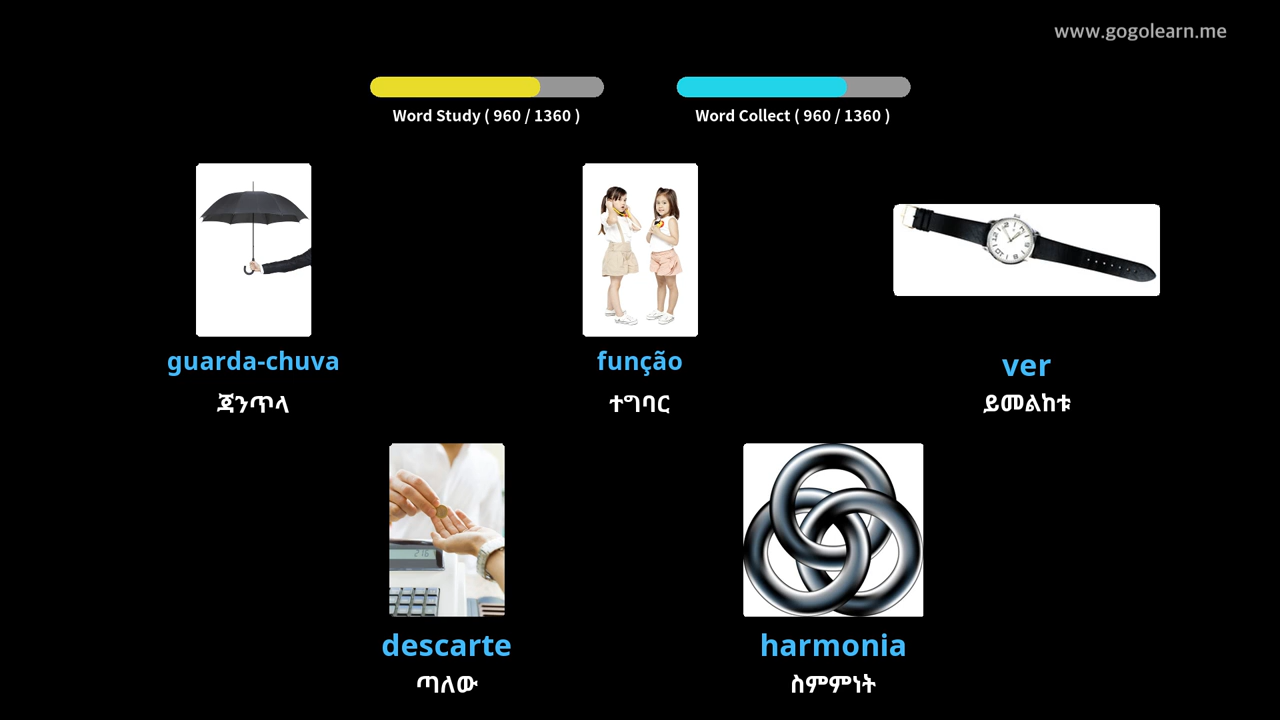 www.gogolearn.me
Word Study ( 960 / 1360 )
Word Collect ( 960 / 1360 )
guarda-chuva
função
ver
ጃንጥላ
ተግባር
ይመልከቱ
descarte
harmonia
ጣለው
ስምምነት